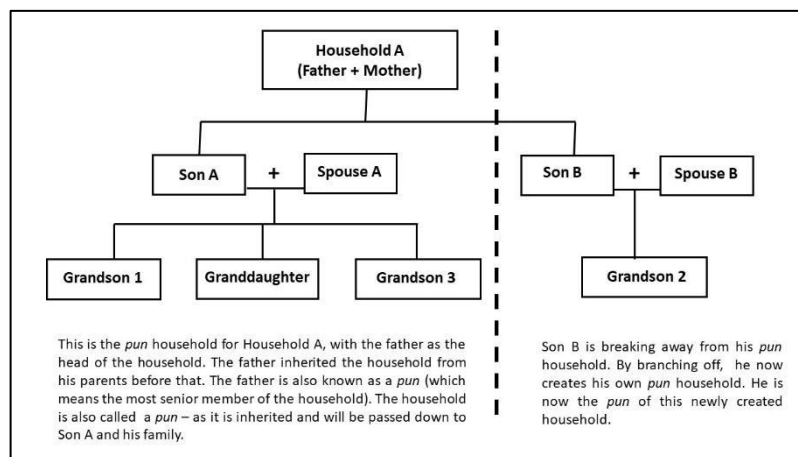 Household A
(Father + Mother)
Son A
+
Spouse A
Son B
+
Spouse B
Grandson 1
Granddaughter
Grandson 3
Grandson 2
This is the pun household for Household A, with the father as the
head of the household. The father inherited the household from
his parents before that. The father is also known as a pun (which
means the most senior member of the household). The household
is also called a pun – as it is inherited and will be passed down to
Son A and his family.
Son B is breaking away from his pun
household. By branching off, he now
creates his own pun household. He is
now the pun of this newly created
household.